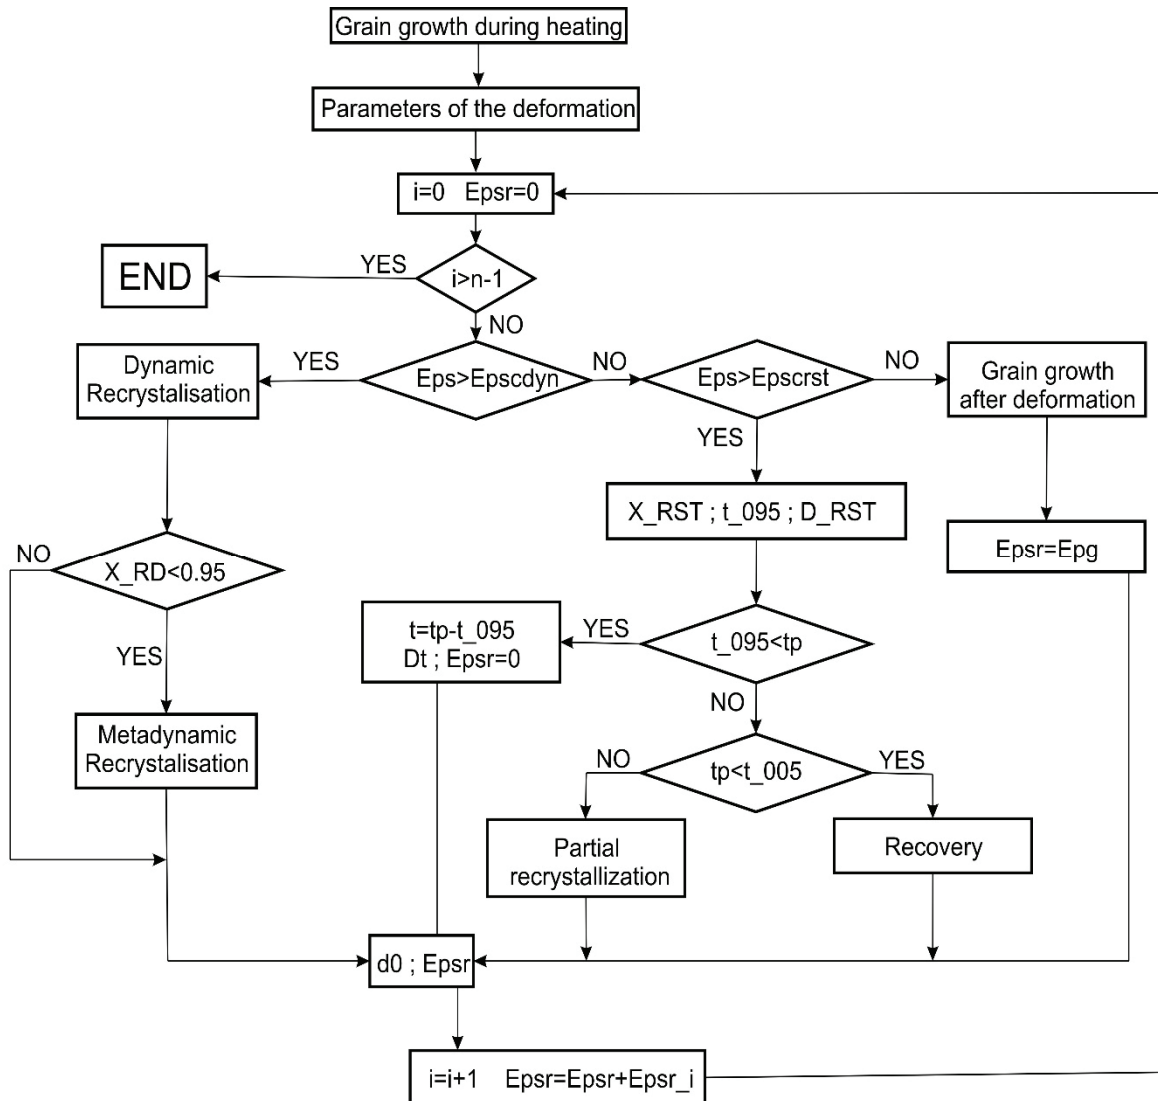 Grain growth during heating
Parameters of the deformation
i=0 Epsr=0
YES
i>n-1
END
NO
Dynamic
Recrystalisation
YES
Eps>Epscdyn
NO
Eps>Epscrst
NO
Grain growth
after deformation
YES
X_RST ; t_095 ; D_RST
Epsr=Epg
NO
X_RD<0.95
YES
t=tp-t_095
Dt ; Epsr=0
YES
t_095<tp
NO
Metadynamic
Recrystalisation
NO
tp<t_005
YES
Partial
recrystallization
Recovery
d0 ; Epsr
i=i+1 Epsr=Epsr+Epsr_i